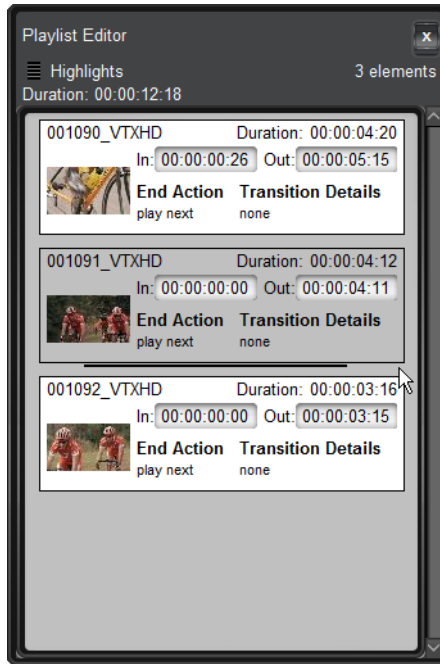 Playlist Editor x
Highlights 3 elements
Duration: 00:00:12:18
001090_VTXHD Duration: 00:00:04:20
In: 00:00:00:26 Out: 00:00:05:15
End Action Transition Details
play next none
001091_VTXHD Duration: 00:00:04:12
In: 00:00:00:00 Out: 00:00:04:11
End Action Transition Details
play next none
001092_VTXHD Duration: 00:00:03:16
In: 00:00:00:00 Out: 00:00:03:15
End Action Transition Details
play next none